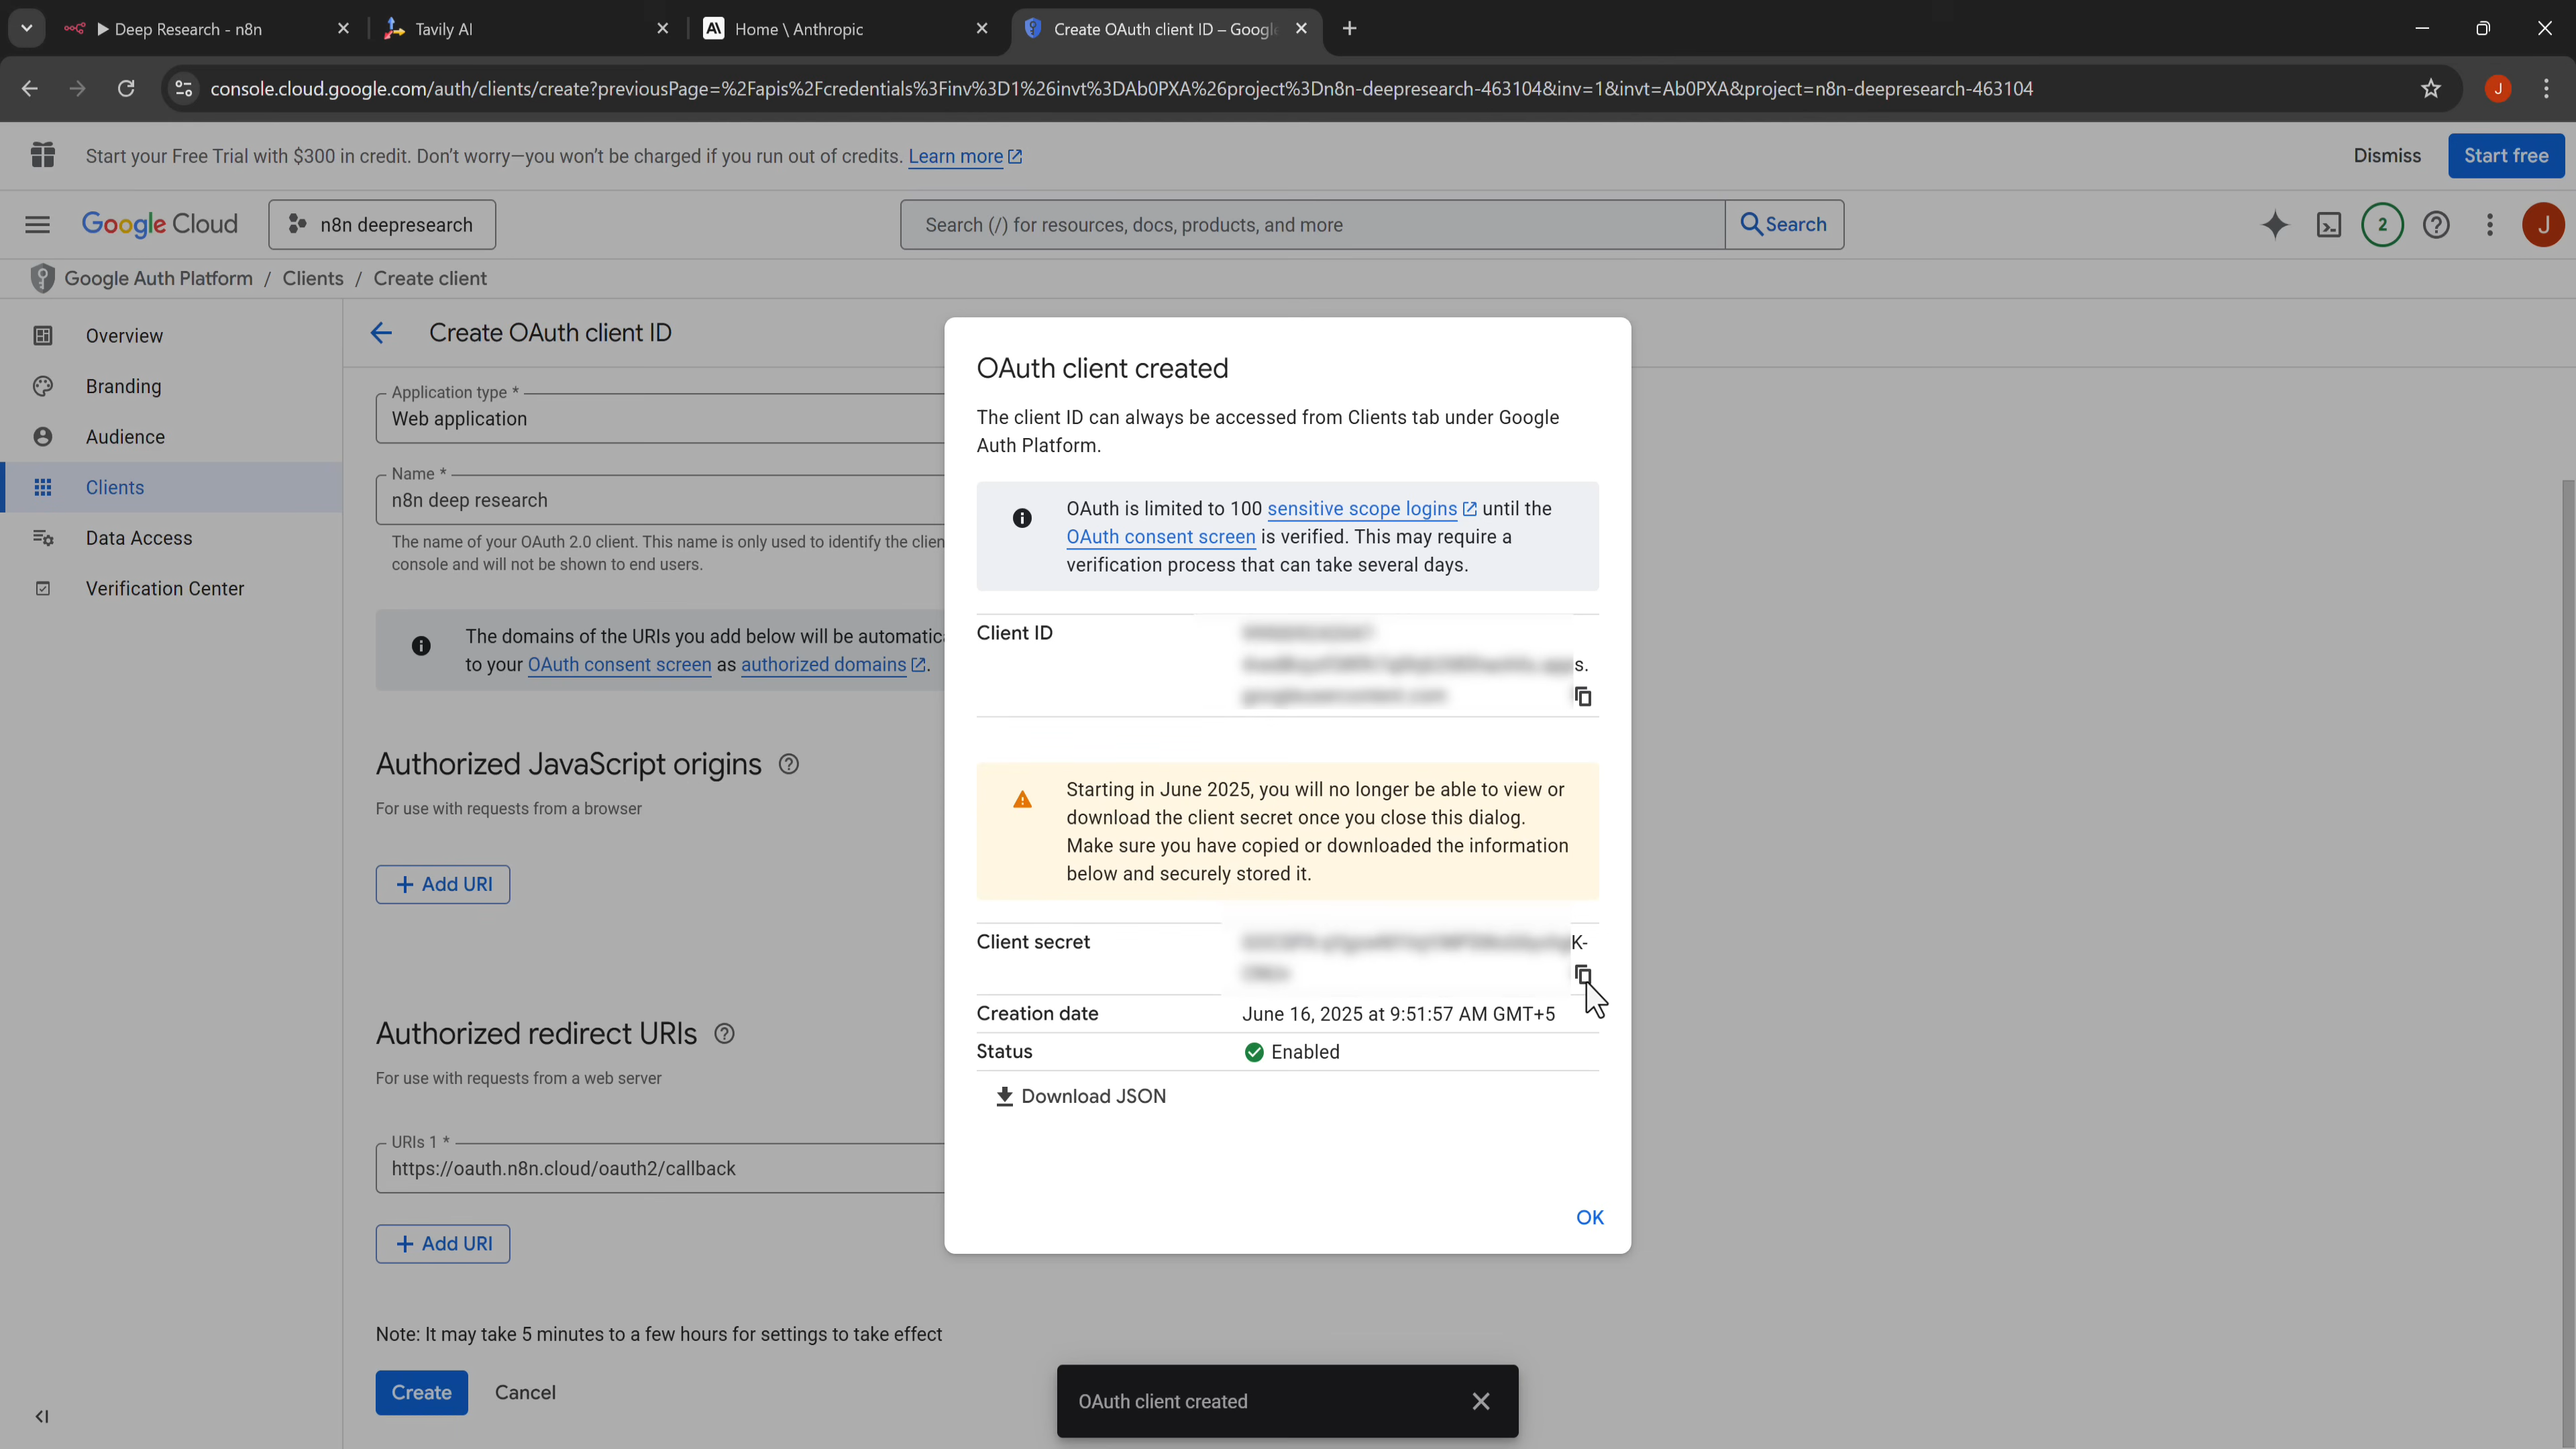 ▶ Deep Research - n8n
Tavily AI
Home \ Anthropic
Create OAuth client ID – Google
console.cloud.google.com/auth/clients/create?previousPage=%2Fapis%2Fcredentials%3Finv%3D1%26invt%3DAb0PXA%26project%3Dn8n-deepresearch-463104&inv=1&invt=Ab0PXA&project=n8n-deepresearch-463104
J
Start your Free Trial with $300 in credit. Don't worry—you won't be charged if you run out of credits. Learn more
Dismiss
Start free
Google Cloud
n8n deepresearch
Search (/) for resources, docs, products, and more
Search
2
J
Google Auth Platform / Clients / Create client
Overview
Branding
Audience
Clients
Data Access
Verification Center
Create OAuth client ID
Application type *
Web application
Name *
n8n deep research
The name of your OAuth 2.0 client. This name is only used to identify the
console and will not be shown to end users.
The domains of the URIs you add below will be
to your OAuth consent screen as authorized domains.
Authorized JavaScript origins
For use with requests from a browser
+ Add URI
Authorized redirect URIs
For use with requests from a web server
URIs 1 *
https://oauth.n8n.cloud/oauth2/callback
+ Add URI
Note: It may take 5 minutes to a few hours for settings to take effect
Create
Cancel
OAuth client created
The client ID can always be accessed from Clients tab under Google
Auth Platform.
OAuth is limited to 100 sensitive scope logins until the
OAuth consent screen is verified. This may require a
verification process that can take several days.
Client ID
s.
Starting in June 2025, you will no longer be able to view or
download the client secret once you close this dialog.
Make sure you have copied or downloaded the information
below and securely stored it.
Client secret
K-
Creation date
June 16, 2025 at 9:51:57 AM GMT+5
Status
Enabled
Download JSON
OK
OAuth client created